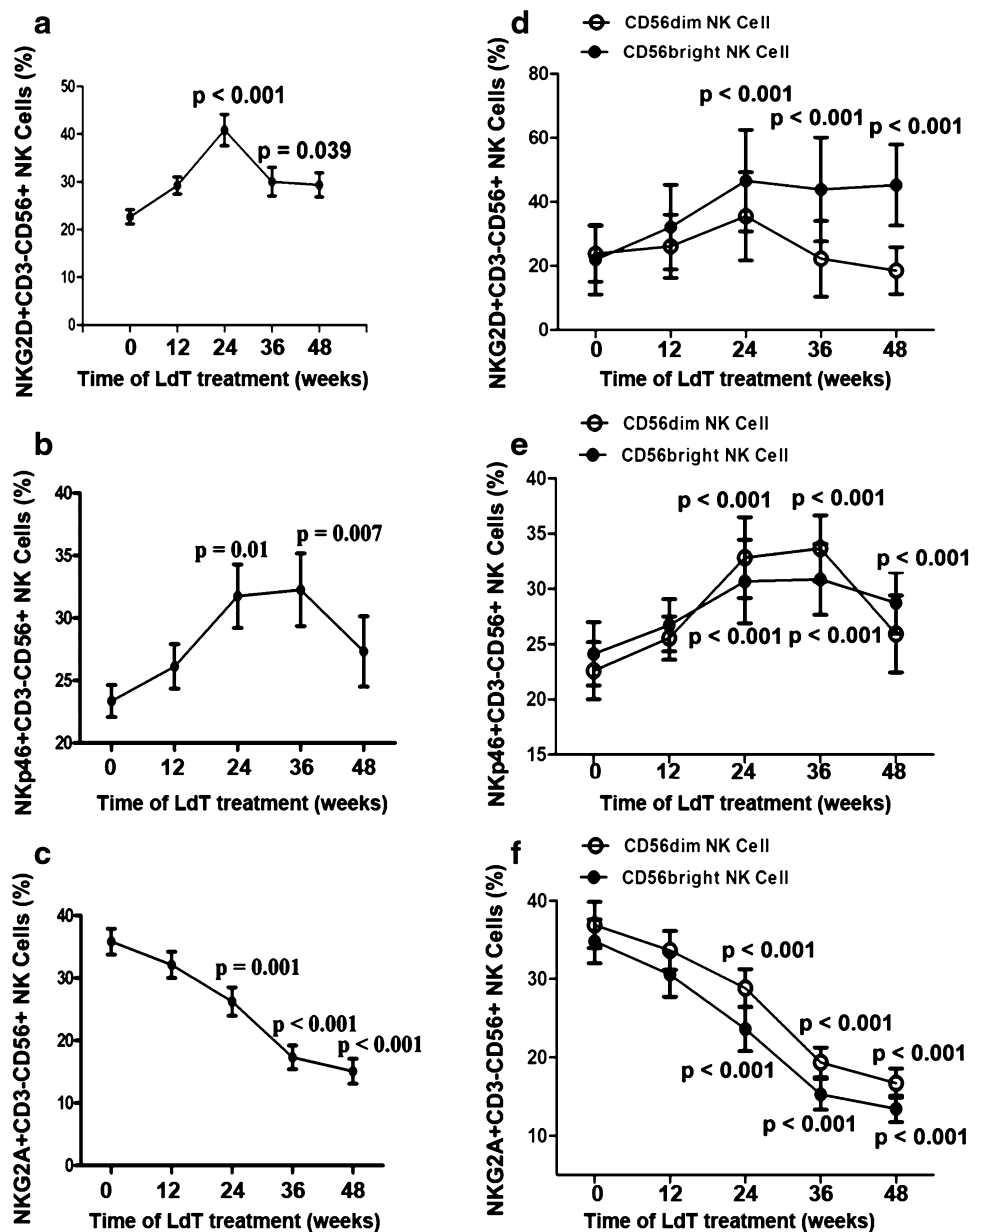 a
NKG2D+CD3-CD56+ NK Cells (%)
50
40
30
20
10
0
p < 0.001
p = 0.039
0 12 24 36 48
Time of LdT treatment (weeks)
d
CD56dim NK Cell
CD56bright NK Cell
NKG2D+CD3-CD56+ NK Cells (%)
80
60
40
20
0
p < 0.001
p < 0.001
p < 0.001
0 12 24 36 48
Time of LdT treatment (weeks)
b
NKp46+CD3-CD56+ NK Cells (%)
40
35
30
25
20
p = 0.01
p = 0.007
0 12 24 36 48
Time of LdT treatment (weeks)
e
CD56dim NK Cell
CD56bright NK Cell
NKp46+CD3-CD56+ NK Cells (%)
40
35
30
25
20
15
p < 0.001 p < 0.001
p < 0.001
p < 0.001 p < 0.001
0 12 24 36 48
Time of LdT treatment (weeks)
c
NKG2A+CD3-CD56+ NK Cells (%)
40
30
20
10
0
p = 0.001
p < 0.001
p < 0.001
0 12 24 36 48
Time of LdT treatment (weeks)
f
CD56dim NK Cell
CD56bright NK Cell
NKG2A+CD3-CD56+ NK Cells (%)
40
30
20
10
p < 0.001
p < 0.001
p < 0.001
p < 0.001
p < 0.001
p < 0.001
0 12 24 36 48
Time of LdT treatment (weeks)